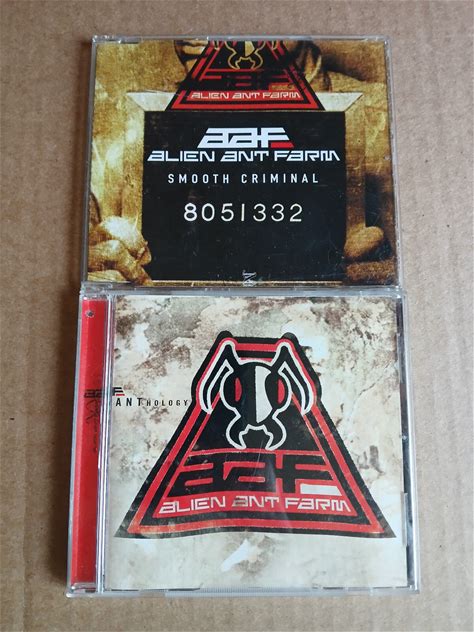 ALIEN ANT FARM
aaf
ALIEN ANT FARM
SMOOTH CRIMINAL
8051332
aaf
ANTHOLOGY
aaf
ALIEN ANT FARM